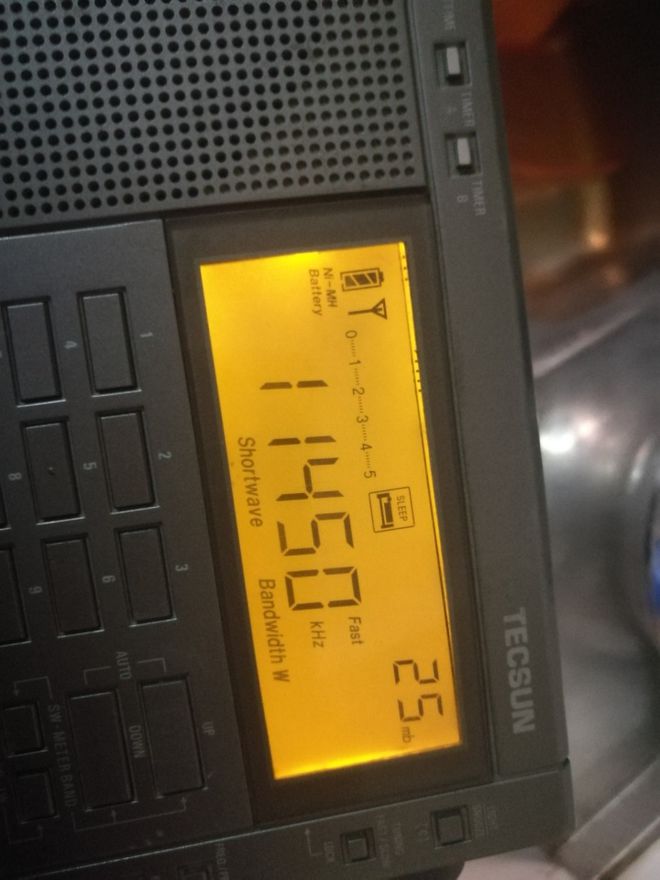 TIMER
A
TIMER
B
TECSUN
Ni-MH
Battery
0 1 2 3 4 5
SLEEP
25 mb
Fast
11450 kHz
Shortwave Bandwidth W
1 2 3
4 5 6
8 9
AUTO
UP
DOWN
SW METER BAND
LOCK